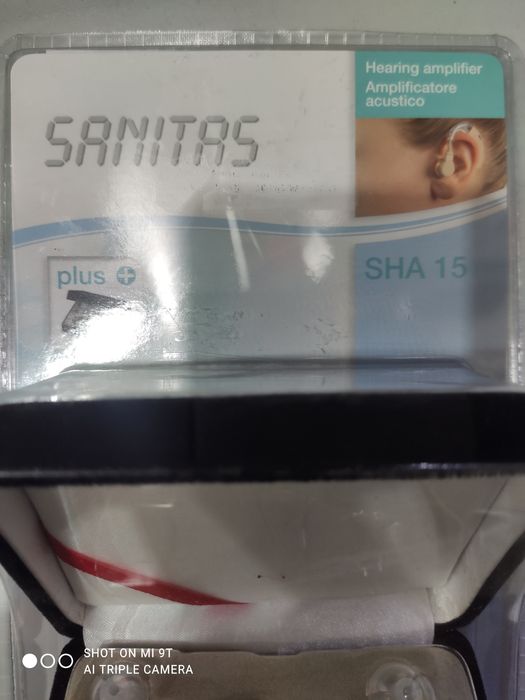 Hearing amplifier
Amplificatore
acustico
SANITAS
plus
SHA 15
SHOT ON MI 9T
AI TRIPLE CAMERA